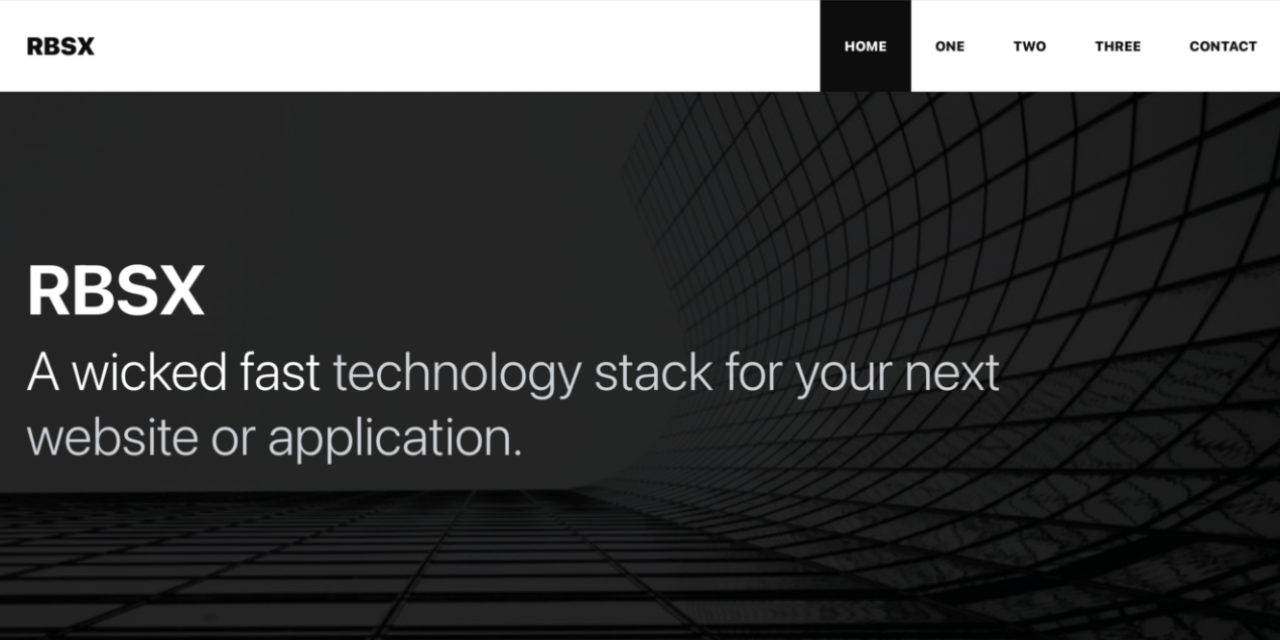 RBSX
HOME ONE TWO THREE CONTACT
RBSX
A wicked fast technology stack for your next
website or application.